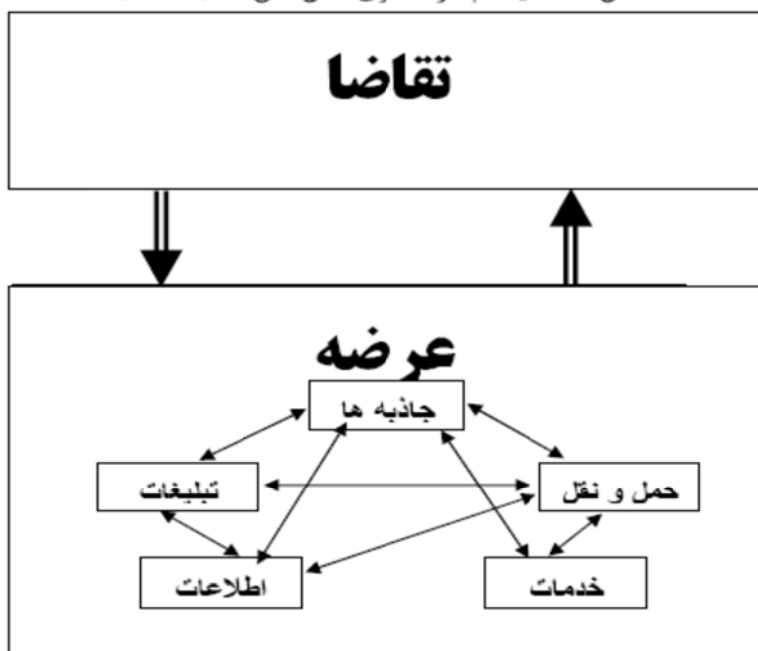 تقاضا
عرضه
جاذبه ها
حمل و نقل
تبلیغات
خدمات
اطلاعات